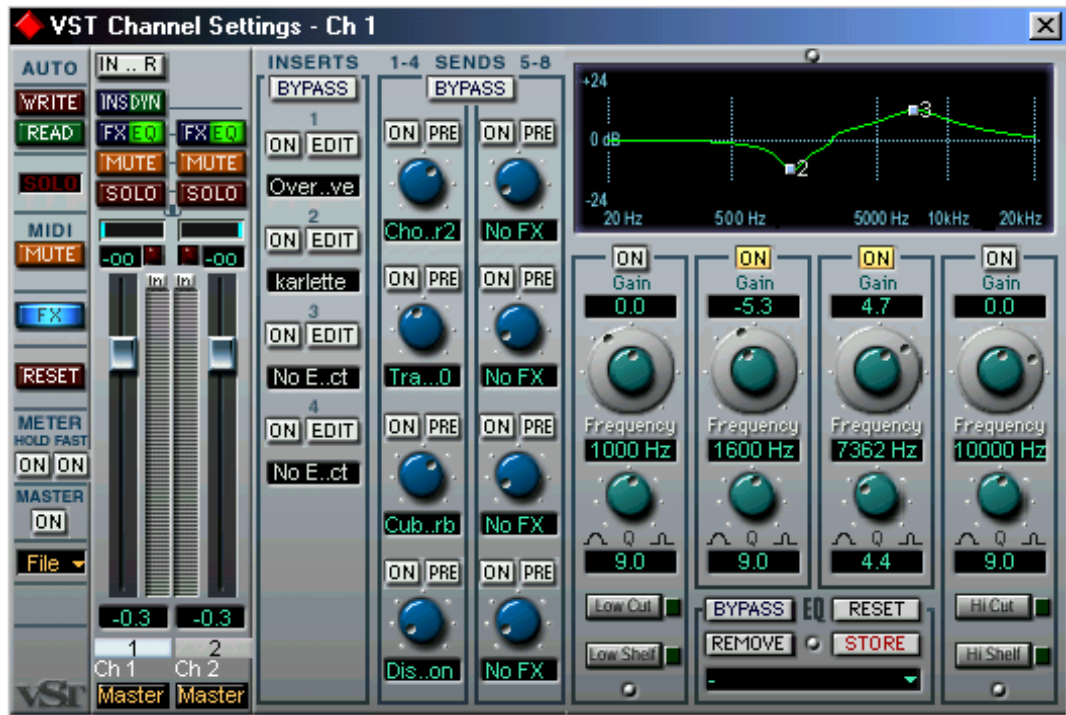 VST Channel Settings - Ch 1
AUTO
WRITE
READ
SOLO
MIDI
MUTE
FX
RESET
METER
HOLD FAST
ON ON
MASTER
ON
File
VST
IN .. R
INS DYN
FX EQ FX EQ
MUTE MUTE
SOLO SOLO
-oo -oo
In In
-0.3 -0.3
1 2
Ch 1 Ch 2
Master Master
INSERTS
BYPASS
1
ON EDIT
Over..ve
2
ON EDIT
karlette
3
ON EDIT
No E..ct
4
ON EDIT
No E..ct
1-4 SENDS 5-8
BYPASS
ON PRE ON PRE
Cho..r2 No FX
ON PRE ON PRE
Tra...0 No FX
ON PRE ON PRE
Cub..rb No FX
ON PRE ON PRE
Dis..on No FX
+24
0 dB
-24
2
3
20 Hz 500 Hz 5000 Hz 10kHz 20kHz
ON ON ON ON
Gain Gain Gain Gain
0.0 -5.3 4.7 0.0
Frequency Frequency Frequency Frequency
1000 Hz 1600 Hz 7362 Hz 10000 Hz
Q Q Q Q
9.0 9.0 4.4 9.0
Low Cut BYPASS EQ RESET Hi Cut
Low Shelf REMOVE STORE Hi Shelf
-